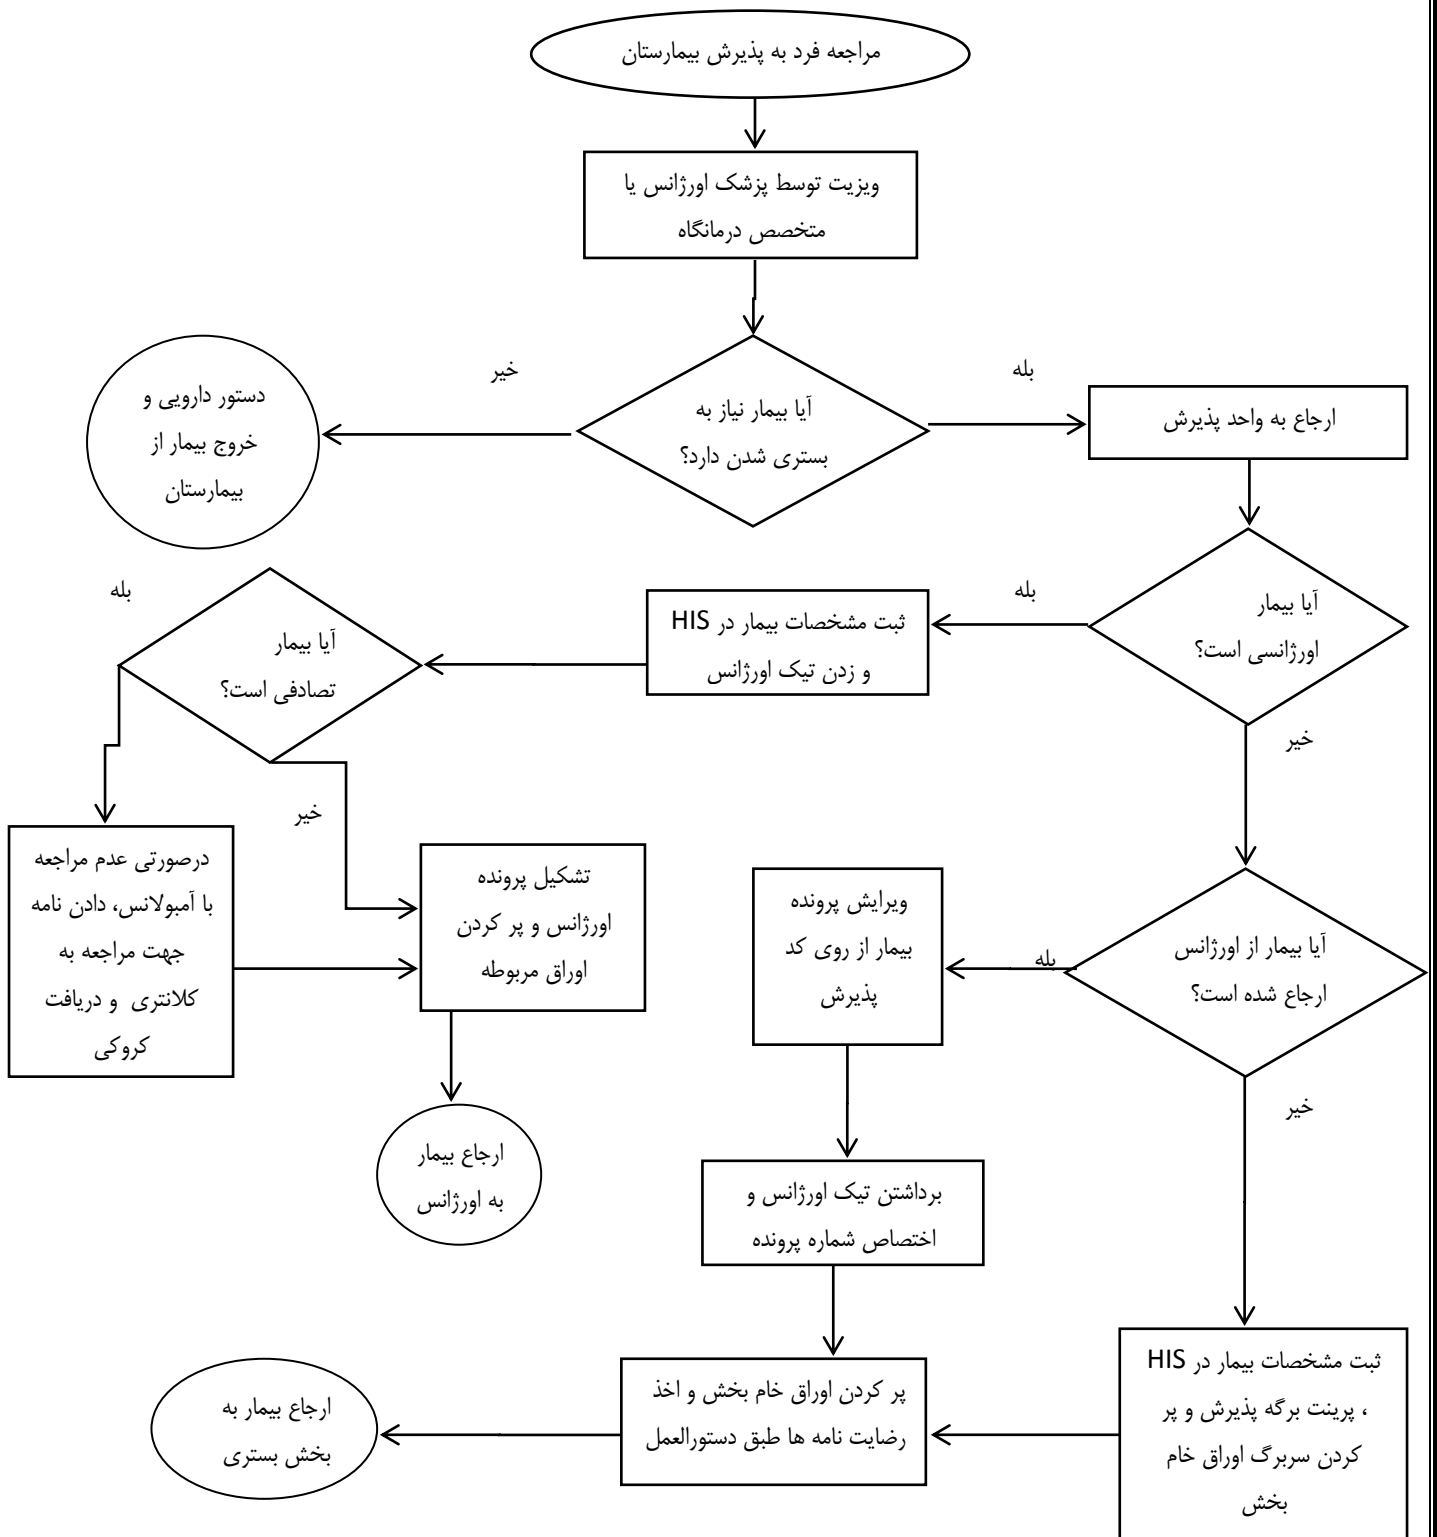 مراجعه فرد به پذیرش بیمارستان
ویزیت توسط پزشک اورژانس یا
متخصص درمانگاه
آیا بیمار نیاز به
بستری شدن دارد؟
بله
خیر
ارجاع به واحد پذیرش
دستور دارویی و
خروج بیمار از
بیمارستان
آیا بیمار
اورژانسی است؟
بله
خیر
ثبت مشخصات بیمار در HIS
و زدن تیک اورژانس
آیا بیمار
تصادفی است؟
بله
خیر
درصورتی عدم مراجعه
با آمبولانس، دادن نامه
جهت مراجعه به
کلانتری و دریافت
کروکی
تشکیل پرونده
اورژانس و پر کردن
اوراق مربوطه
ارجاع بیمار
به اورژانس
آیا بیمار از اورژانس
ارجاع شده است؟
بله
خیر
ویرایش پرونده
بیمار از روی کد
پذیرش
برداشتن تیک اورژانس و
اختصاص شماره پرونده
ثبت مشخصات بیمار در HIS
، پرینت برگه پذیرش و پر
کردن سربرگ اوراق خام
بخش
پر کردن اوراق خام بخش و اخذ
رضایت نامه ها طبق دستورالعمل
ارجاع بیمار به
بخش بستری